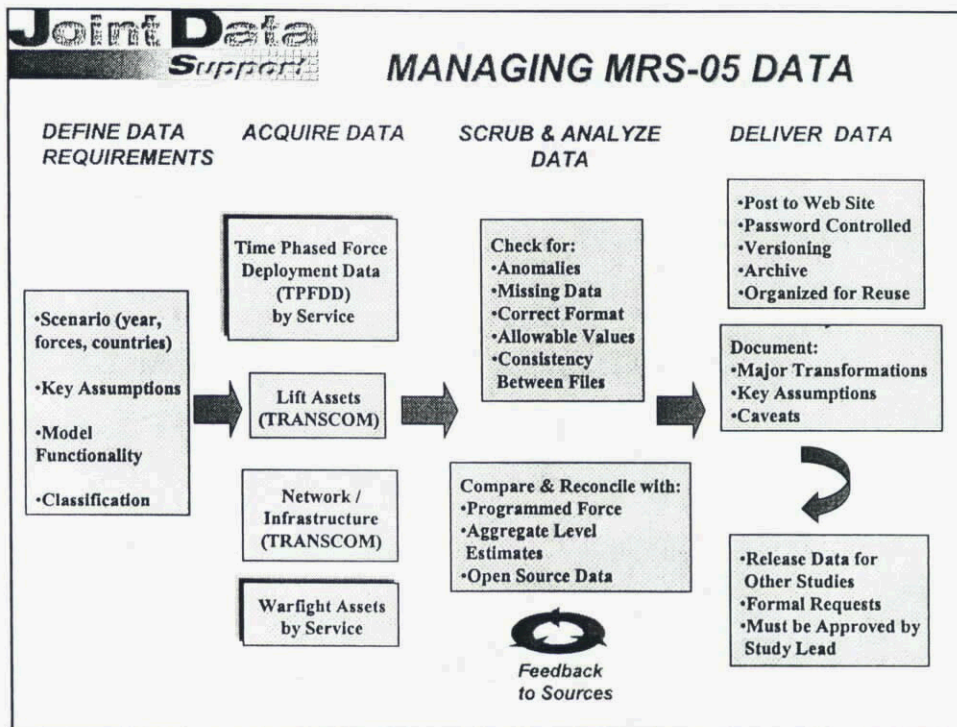 Joint Data
Support
MANAGING MRS-05 DATA
DEFINE DATA
REQUIREMENTS
•Scenario (year,
forces, countries)
•Key Assumptions
•Model
Functionality
•Classification
ACQUIRE DATA
Time Phased Force
Deployment Data
(TPFDD)
by Service
Lift Assets
(TRANSCOM)
Network /
Infrastructure
(TRANSCOM)
Warfight Assets
by Service
SCRUB & ANALYZE
DATA
Check for:
•Anomalies
•Missing Data
•Correct Format
•Allowable Values
•Consistency
Between Files
Compare & Reconcile with:
•Programmed Force
•Aggregate Level
Estimates
•Open Source Data
Feedback
to Sources
DELIVER DATA
•Post to Web Site
•Password Controlled
•Versioning
•Archive
•Organized for Reuse
Document:
•Major Transformations
•Key Assumptions
•Caveats
•Release Data for
Other Studies
•Formal Requests
•Must be Approved by
Study Lead